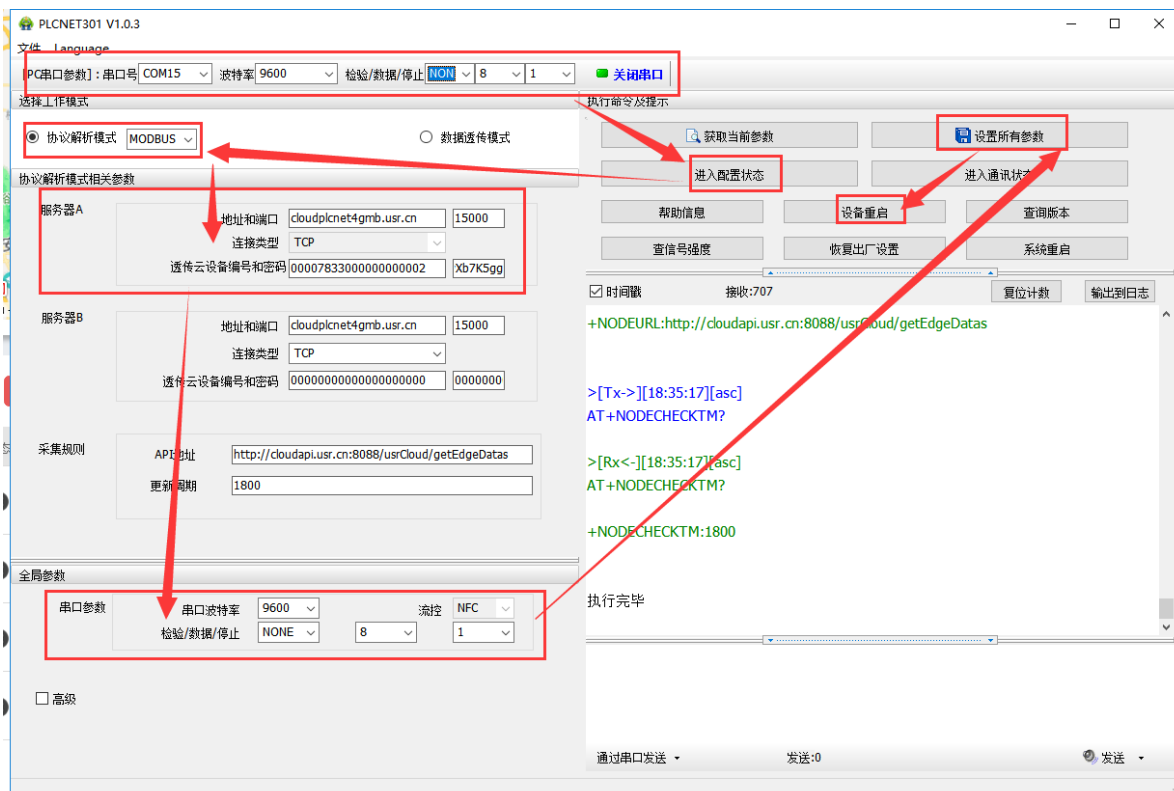 PLCNET301 V1.0.3
文件 Language
[PC串口参数]：串口号 COM15 波特率 9600 检验/数据/停止 NON 8 1 关闭串口
选择工作模式
协议解析模式 MODBUS 数据透传模式
协议解析模式相关参数
服务器A
地址和端口 cloudplcnet4gmb.usr.cn 15000
连接类型 TCP
透传云设备编号和密码 00007833000000000002 Xb7K5gg
服务器B
地址和端口 cloudplcnet4gmb.usr.cn 15000
连接类型 TCP
透传云设备编号和密码 00000000000000000000 0000000
采集规则
API地址 http://cloudapi.usr.cn:8088/usrCloud/getEdgeDatas
更新周期 1800
全局参数
串口参数
串口波特率 9600 流控 NFC
检验/数据/停止 NONE 8 1
高级
执行命令及提示
获取当前参数 设置所有参数
进入配置状态 进入通讯状态
帮助信息 设备重启 查询版本
查信号强度 恢复出厂设置 系统重启
时间戳 接收:707 复位计数 输出到日志
+NODEURL:http://cloudapi.usr.cn:8088/usrCloud/getEdgeDatas
>[Tx->][18:35:17][asc]
AT+NODECHECKTM?
>[Rx<-][18:35:17][asc]
AT+NODECHECKTM?
+NODECHECKTM:1800
执行完毕
通过串口发送 发送:0 发送